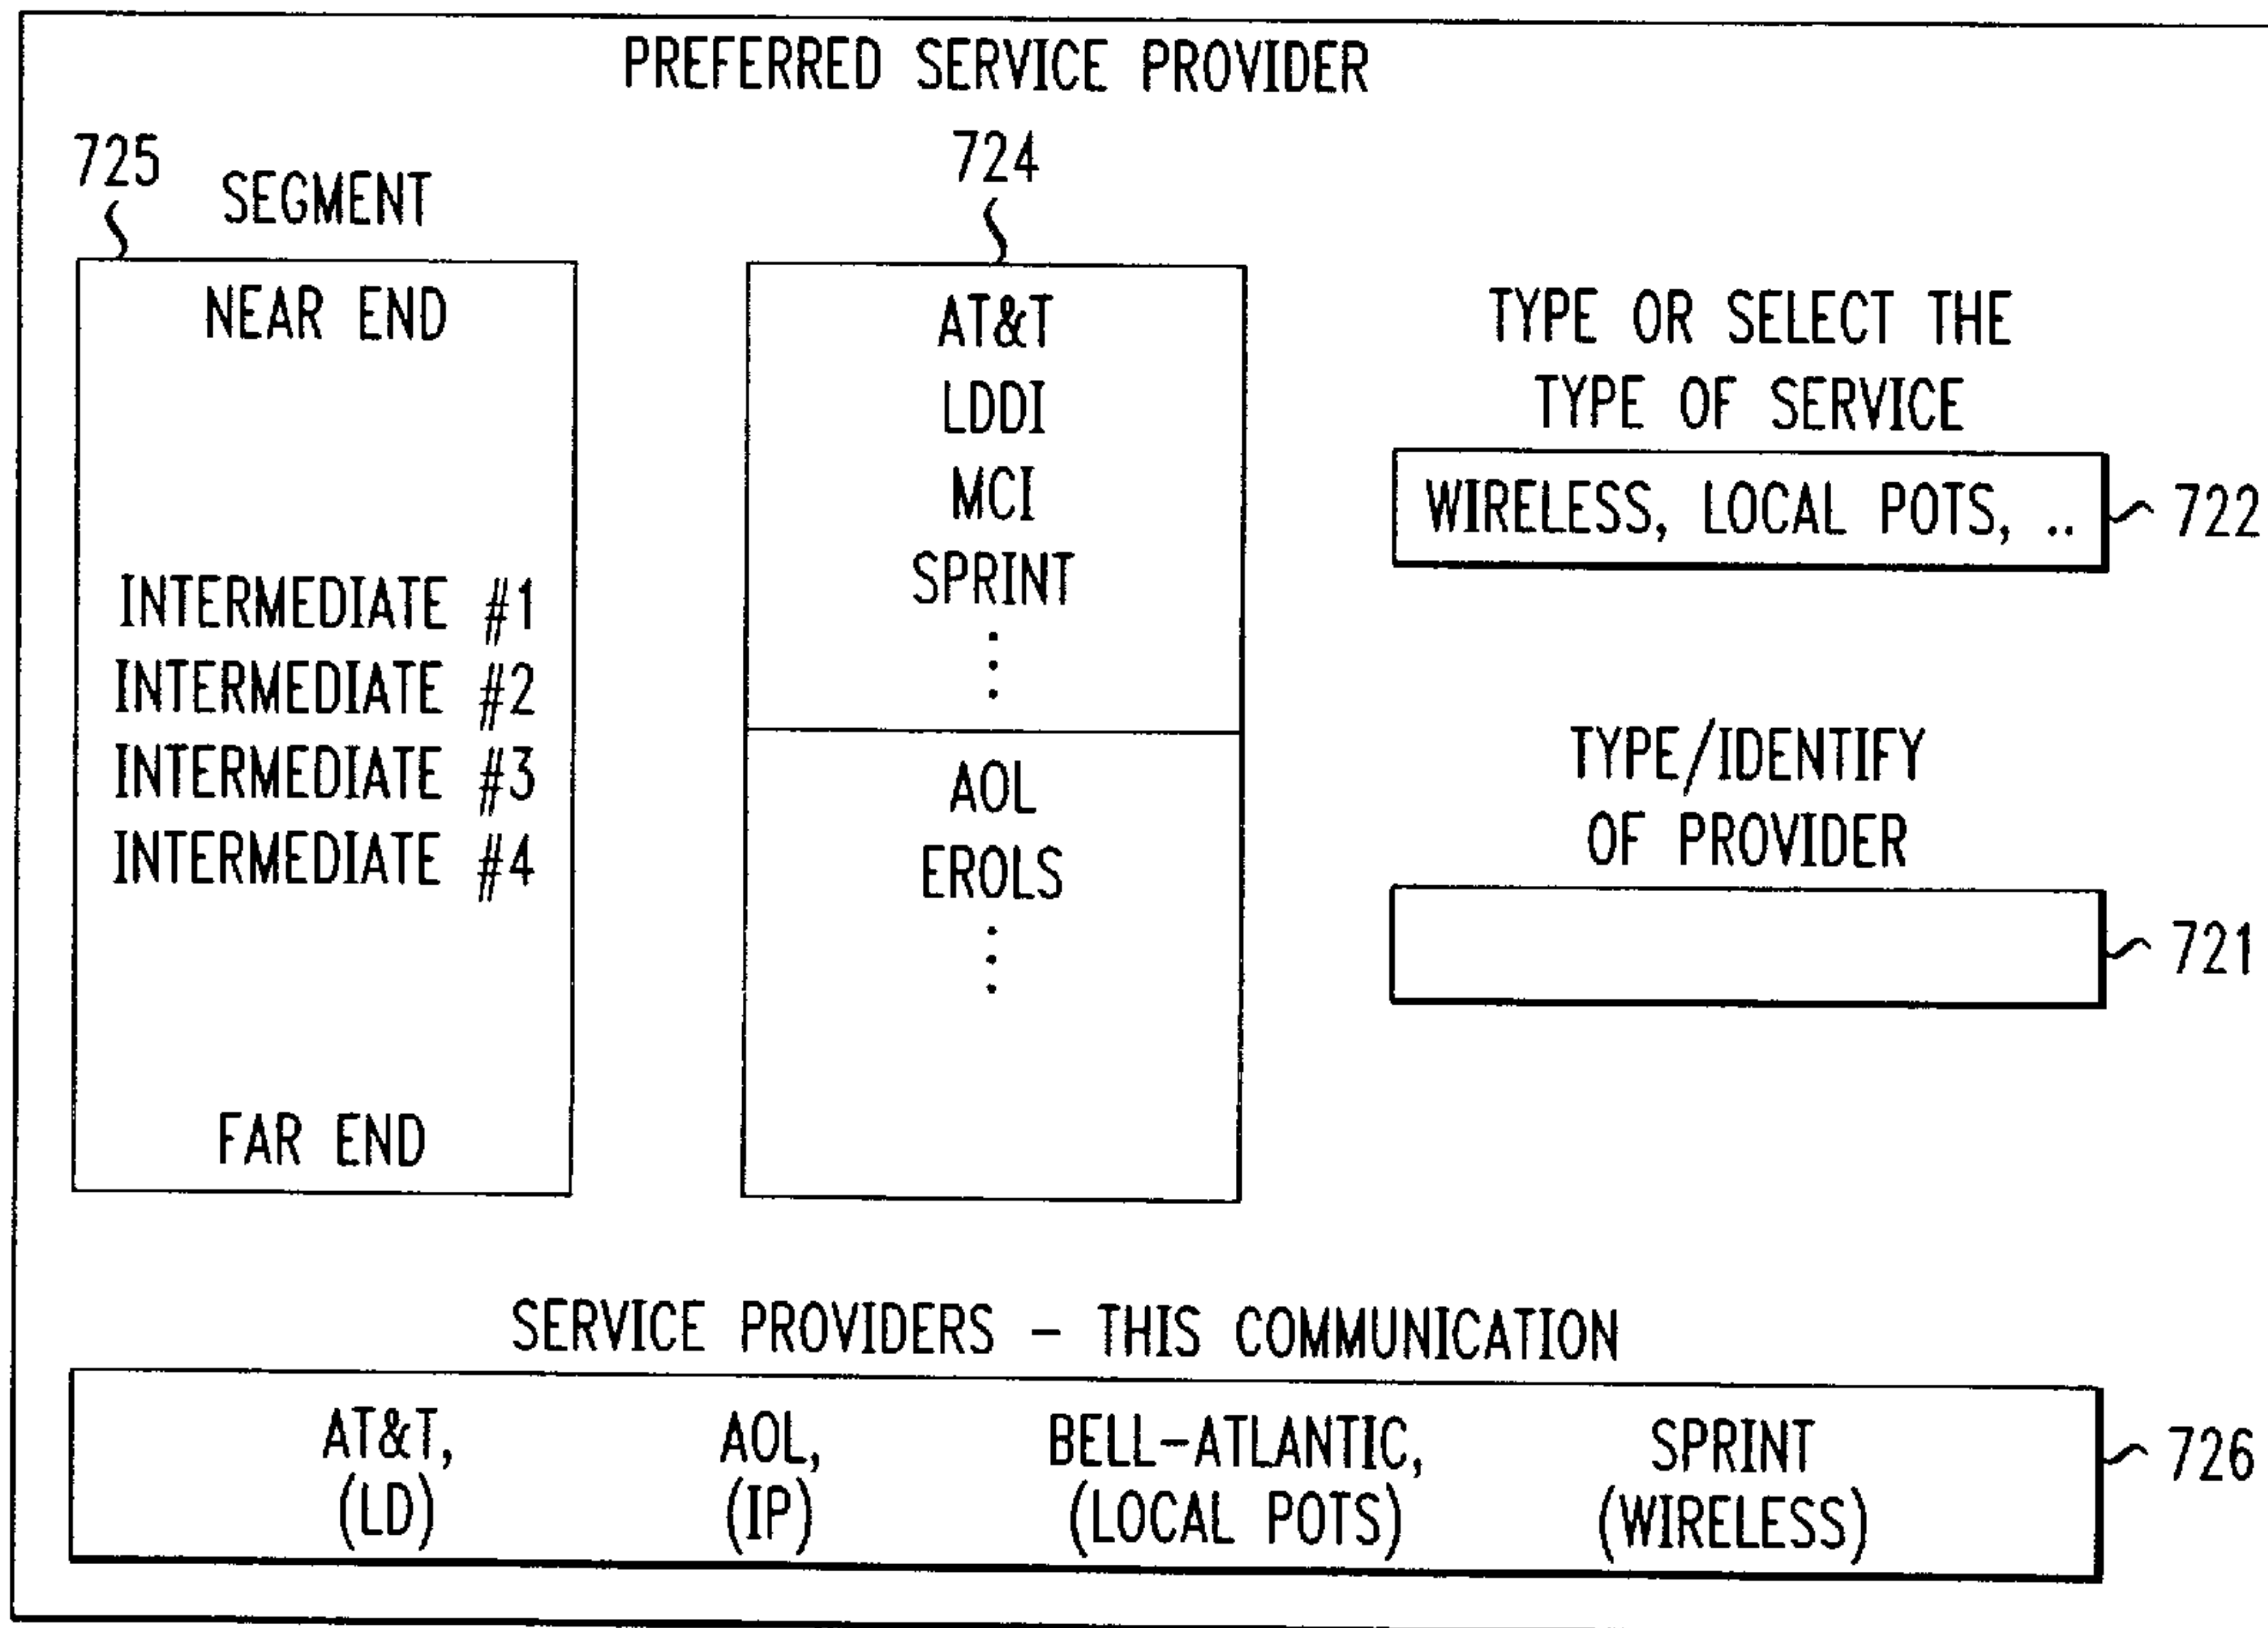 PREFERRED SERVICE PROVIDER
725
SEGMENT
NEAR END
INTERMEDIATE #1
INTERMEDIATE #2
INTERMEDIATE #3
INTERMEDIATE #4
FAR END
724
AT&T
LDDI
MCI
SPRINT
AOL
EROLS
TYPE OR SELECT THE
TYPE OF SERVICE
WIRELESS, LOCAL POTS, ..
722
TYPE/IDENTIFY
OF PROVIDER
721
SERVICE PROVIDERS – THIS COMMUNICATION
AT&T, AOL, BELL-ATLANTIC, SPRINT
(LD) (IP) (LOCAL POTS) (WIRELESS)
726